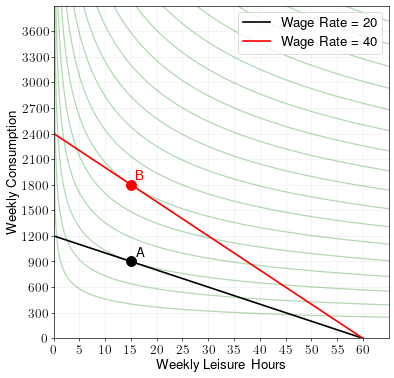 Wage Rate = 20
Wage Rate = 40
Weekly Consumption
3600
3300
3000
2700
2400
2100
1800
1500
1200
900
600
300
0
B
A
0 5 10 15 20 25 30 35 40 45 50 55 60
Weekly Leisure Hours